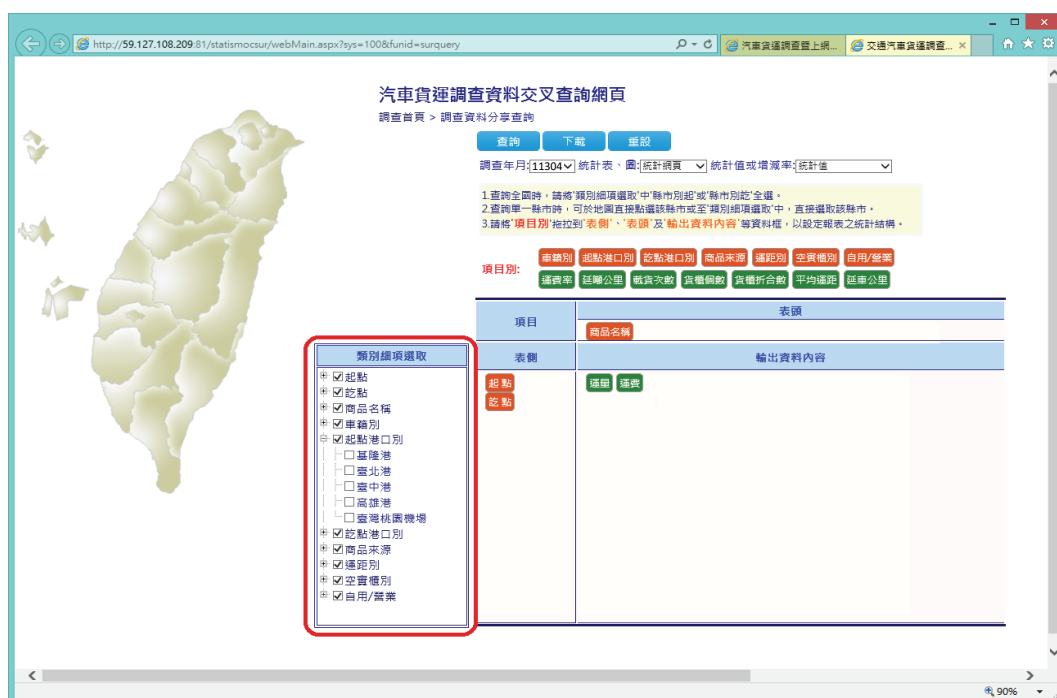 http://59.127.108.209:81/statismocsur/webMain.aspx?sys=100&funid=surquery
汽車貨運調查暨上網...
交通汽車貨運調查...
汽車貨運調查資料交叉查詢網頁
調查首頁 > 調查資料分享查詢
查詢 下載 重設
調查年月:11304 統計表、圖:統計網頁 統計值或增減率:統計值
1.查詢全國時，請將'類別細項選取'中'縣市別起'或'縣市別訖'全選。
2.查詢單一縣市時，可於地圖直接點選該縣市或至'類別細項選取'中，直接選取該縣市。
3.請將'項目別'拖拉到'表側'、'表頭'及'輸出資料內容'等資料框，以設定報表之統計結構。
項目別:
車籍別 起點港口別 訖點港口別 商品來源 運距別 空實櫃別 自用/營業
運費率 延噸公里 載貨次數 貨櫃個數 貨櫃折合數 平均運距 延車公里
項目 表頭
商品名稱
表側 輸出資料內容
起點
訖點
運量 運費
類別細項選取
起點
訖點
商品名稱
車籍別
起點港口別
基隆港
臺北港
臺中港
高雄港
臺灣桃園機場
訖點港口別
商品來源
運距別
空實櫃別
自用/營業
90%